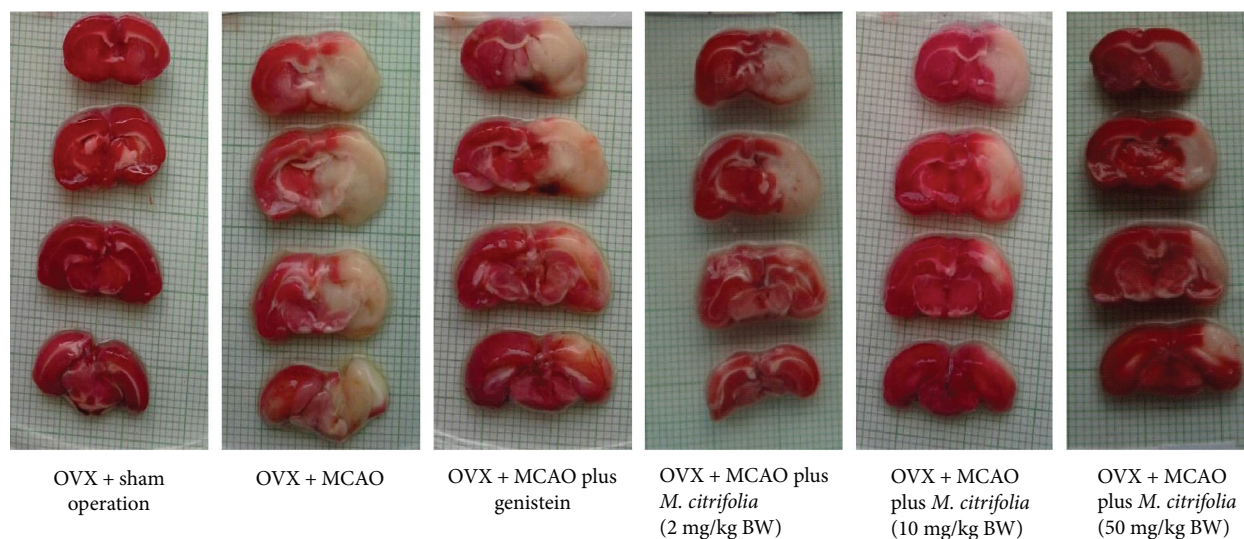 OVX + sham
operation
OVX + MCAO
OVX + MCAO plus
genistein
OVX + MCAO plus
M. citrifolia
(2 mg/kg BW)
OVX + MCAO
plus M. citrifolia
(10 mg/kg BW)
OVX + MCAO
plus M. citrifolia
(50 mg/kg BW)